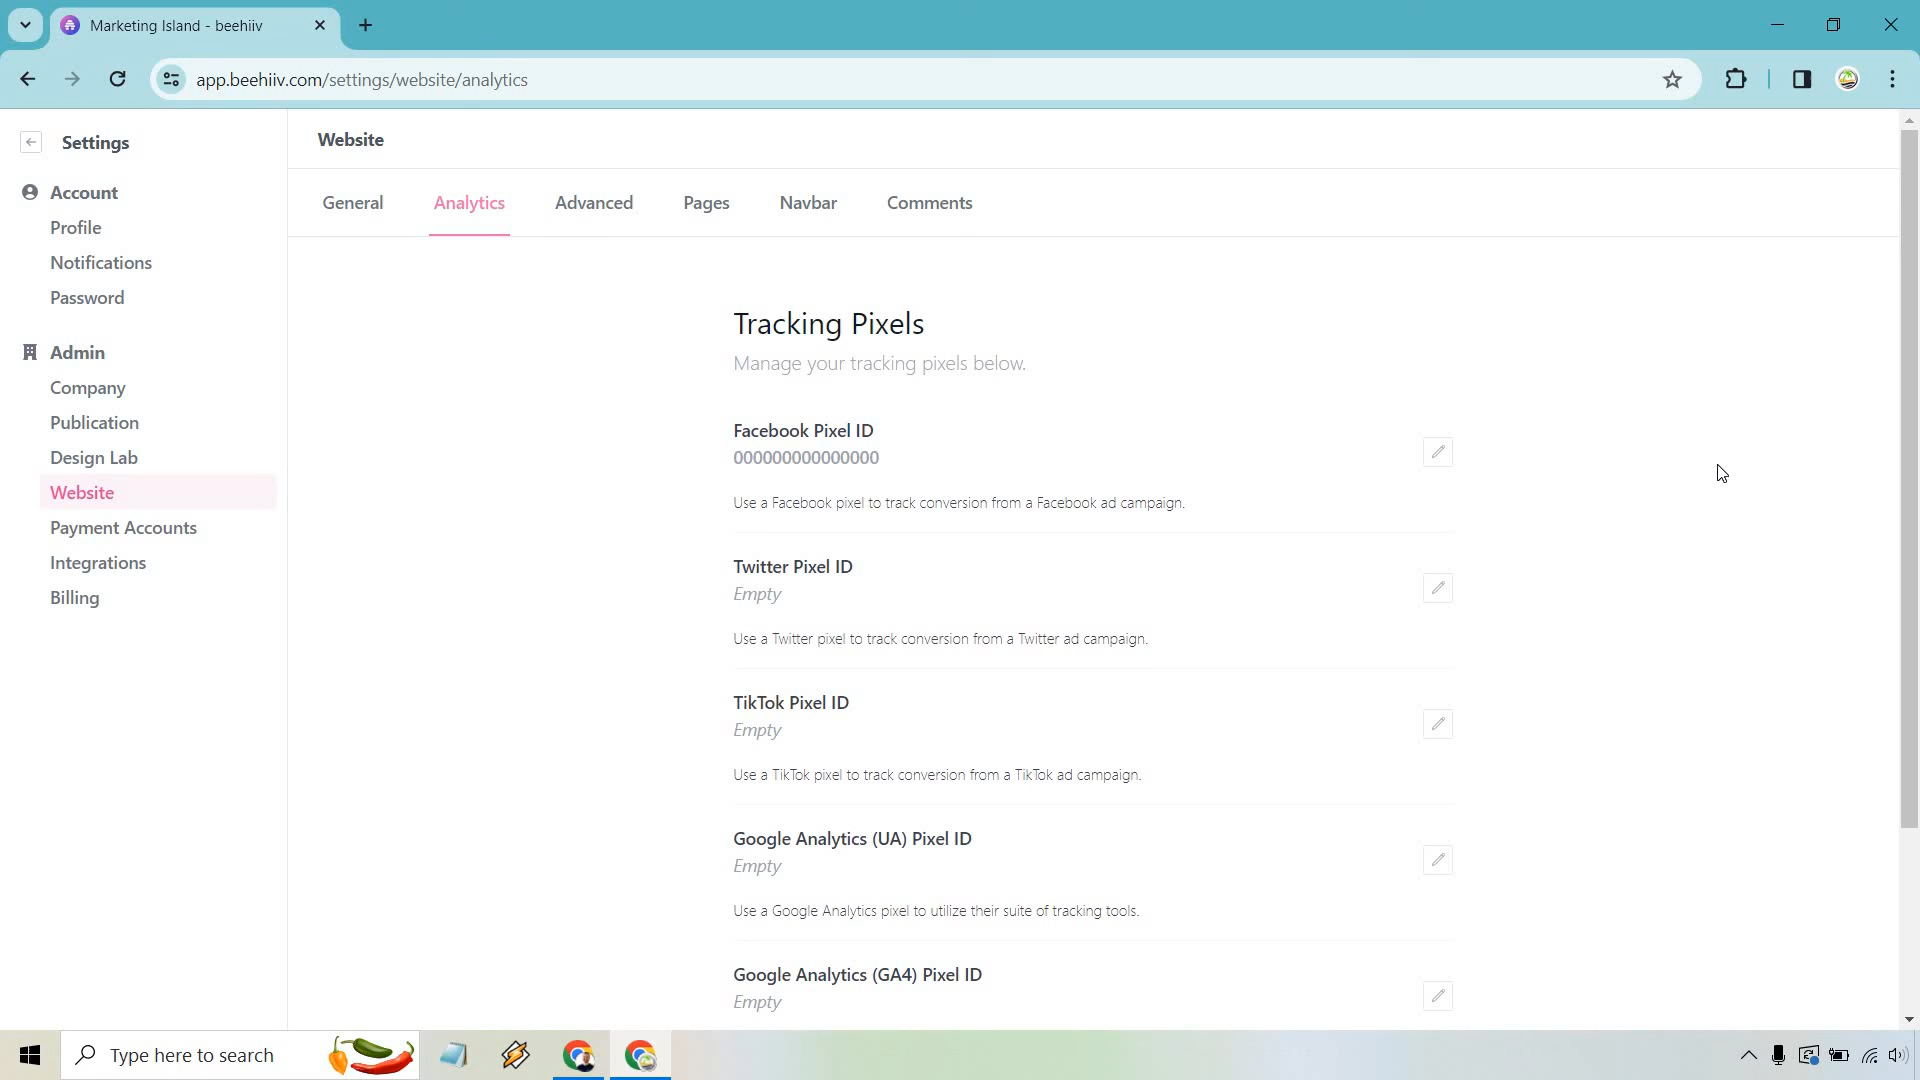 Marketing Island - beehiiv
app.beehiiv.com/settings/website/analytics
Settings
Account
Profile
Notifications
Password
Admin
Company
Publication
Design Lab
Website
Payment Accounts
Integrations
Billing
Website
General Analytics Advanced Pages Navbar Comments
Tracking Pixels
Manage your tracking pixels below.
Facebook Pixel ID
000000000000000
Use a Facebook pixel to track conversion from a Facebook ad campaign.
Twitter Pixel ID
Empty
Use a Twitter pixel to track conversion from a Twitter ad campaign.
TikTok Pixel ID
Empty
Use a TikTok pixel to track conversion from a TikTok ad campaign.
Google Analytics (UA) Pixel ID
Empty
Use a Google Analytics pixel to utilize their suite of tracking tools.
Google Analytics (GA4) Pixel ID
Empty
Type here to search